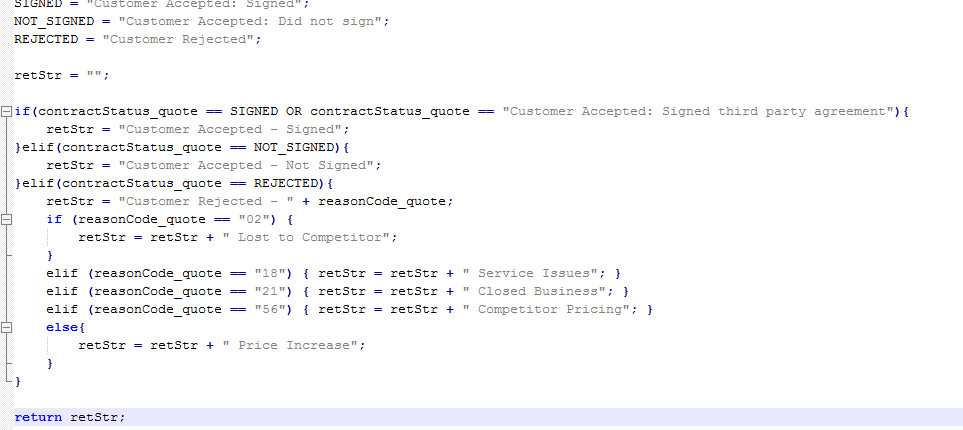 SIGNED = "Customer Accepted: Signed";
NOT_SIGNED = "Customer Accepted: Did not sign";
REJECTED = "Customer Rejected";
retStr = "";
if(contractStatus_quote == SIGNED OR contractStatus_quote == "Customer Accepted: Signed third party agreement"){
    retStr = "Customer Accepted - Signed";
}elif(contractStatus_quote == NOT_SIGNED){
    retStr = "Customer Accepted - Not Signed";
}elif(contractStatus_quote == REJECTED){
    retStr = "Customer Rejected - " + reasonCode_quote;
    if (reasonCode_quote == "02") {
        retStr = retStr + " Lost to Competitor";
    }
    elif (reasonCode_quote == "18") { retStr = retStr + " Service Issues"; }
    elif (reasonCode_quote == "21") { retStr = retStr + " Closed Business"; }
    elif (reasonCode_quote == "56") { retStr = retStr + " Competitor Pricing"; }
    else{
        retStr = retStr + " Price Increase";
    }
}
return retStr;